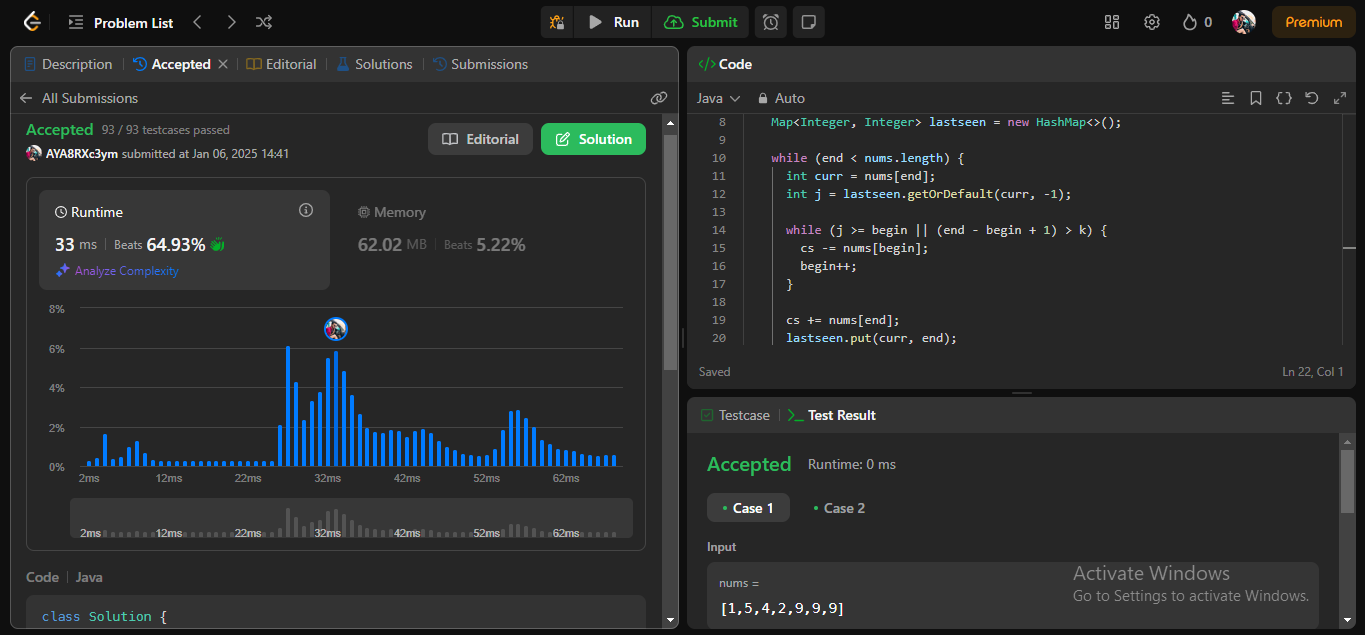 Problem List
Run
Submit
0
Premium
Description
Accepted
Editorial
Solutions
Submissions
All Submissions
Accepted 93 / 93 testcases passed
AYA8RXc3ym submitted at Jan 06, 2025 14:41
Editorial
Solution
Runtime
33 ms | Beats 64.93%
Analyze Complexity
Memory
62.02 MB | Beats 5.22%
8%
6%
4%
2%
0%
2ms 12ms 22ms 32ms 42ms 52ms 62ms
2ms 12ms 22ms 32ms 42ms 52ms 62ms
Code | Java
class Solution {
</> Code
Java
Auto
8 Map<Integer, Integer> lastseen = new HashMap<>();
9
10 while (end < nums.length) {
11 int curr = nums[end];
12 int j = lastseen.getOrDefault(curr, -1);
13
14 while (j >= begin || (end - begin + 1) > k) {
15 cs -= nums[begin];
16 begin++;
17 }
18
19 cs += nums[end];
20 lastseen.put(curr, end);
Saved
Ln 22, Col 1
Testcase
Test Result
Accepted Runtime: 0 ms
Case 1
Case 2
Input
nums =
[1,5,4,2,9,9,9]
Activate Windows
Go to Settings to activate Windows.